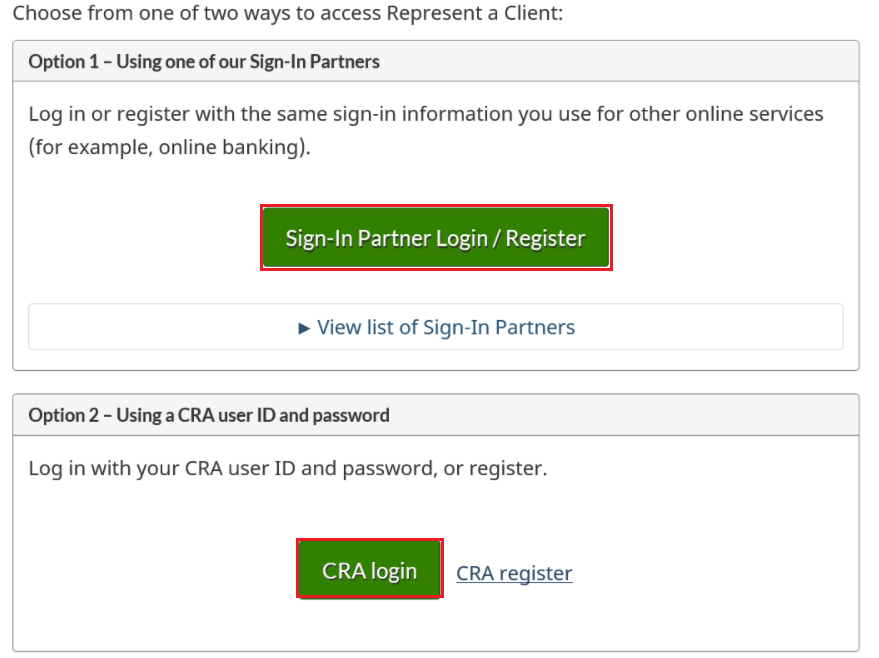 Choose from one of two ways to access Represent a Client:
Option 1 – Using one of our Sign-In Partners
Log in or register with the same sign-in information you use for other online services
(for example, online banking).
Sign-In Partner Login / Register
▶ View list of Sign-In Partners
Option 2 – Using a CRA user ID and password
Log in with your CRA user ID and password, or register.
CRA login CRA register